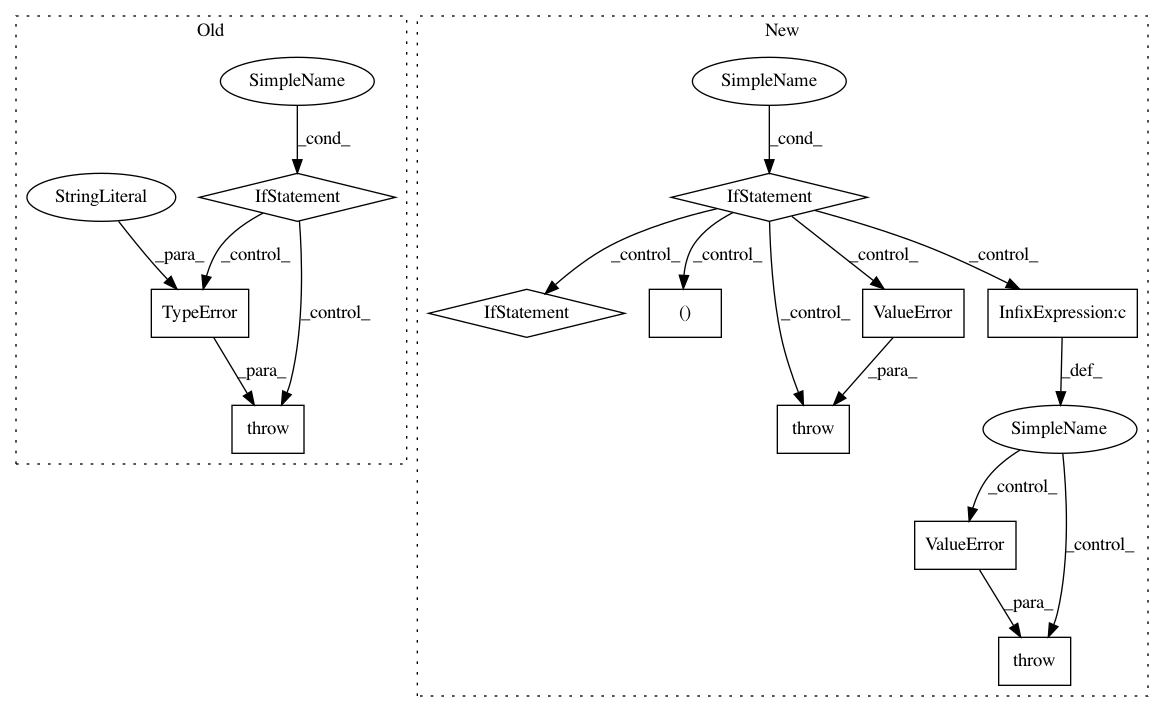 Old
New
SimpleName
SimpleName
_cond_
_cond_
StringLiteral
IfStatement
IfStatement
_para_
_control_
_control_
_control_
_control_
_control_
_control_
TypeError
_control_
IfStatement
()
ValueError
InfixExpression:c
_para_
_para_
_def_
throw
throw
SimpleName
_control_
ValueError
_control_
_para_
throw